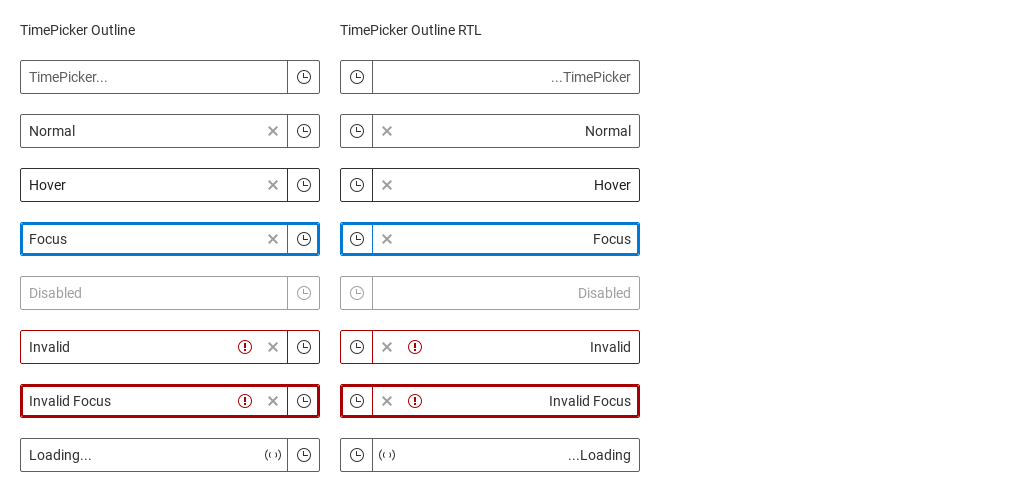 TimePicker Outline
TimePicker Outline RTL
TimePicker...
...TimePicker
Normal
Normal
Hover
Hover
Focus
Focus
Disabled
Disabled
Invalid
Invalid
Invalid Focus
Invalid Focus
Loading...
...Loading